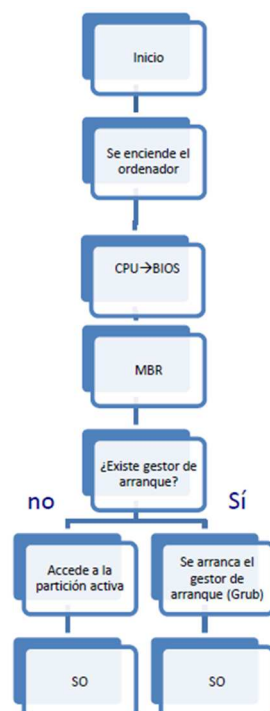 Inicio
Se enciende el
ordenador
CPU→BIOS
MBR
¿Existe gestor de
arranque?
no
Sí
Accede a la
partición activa
Se arranca el
gestor de
arranque (Grub)
SO
SO